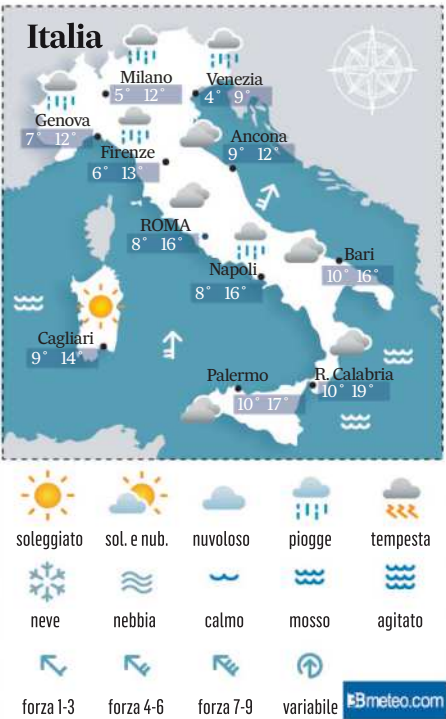 Italia
Milano
5° 12°
Venezia
4° 9°
Genova
7° 12°
Firenze
6° 13°
Ancona
9° 12°
ROMA
8° 16°
Napoli
8° 16°
Bari
10° 16°
Cagliari
9° 14°
Palermo
10° 17°
R. Calabria
10° 19°
soleggiato sol. e nub. nuvoloso piogge tempesta
neve nebbia calmo mosso agitato
forza 1-3 forza 4-6 forza 7-9 variabile
3Bmeteo.com